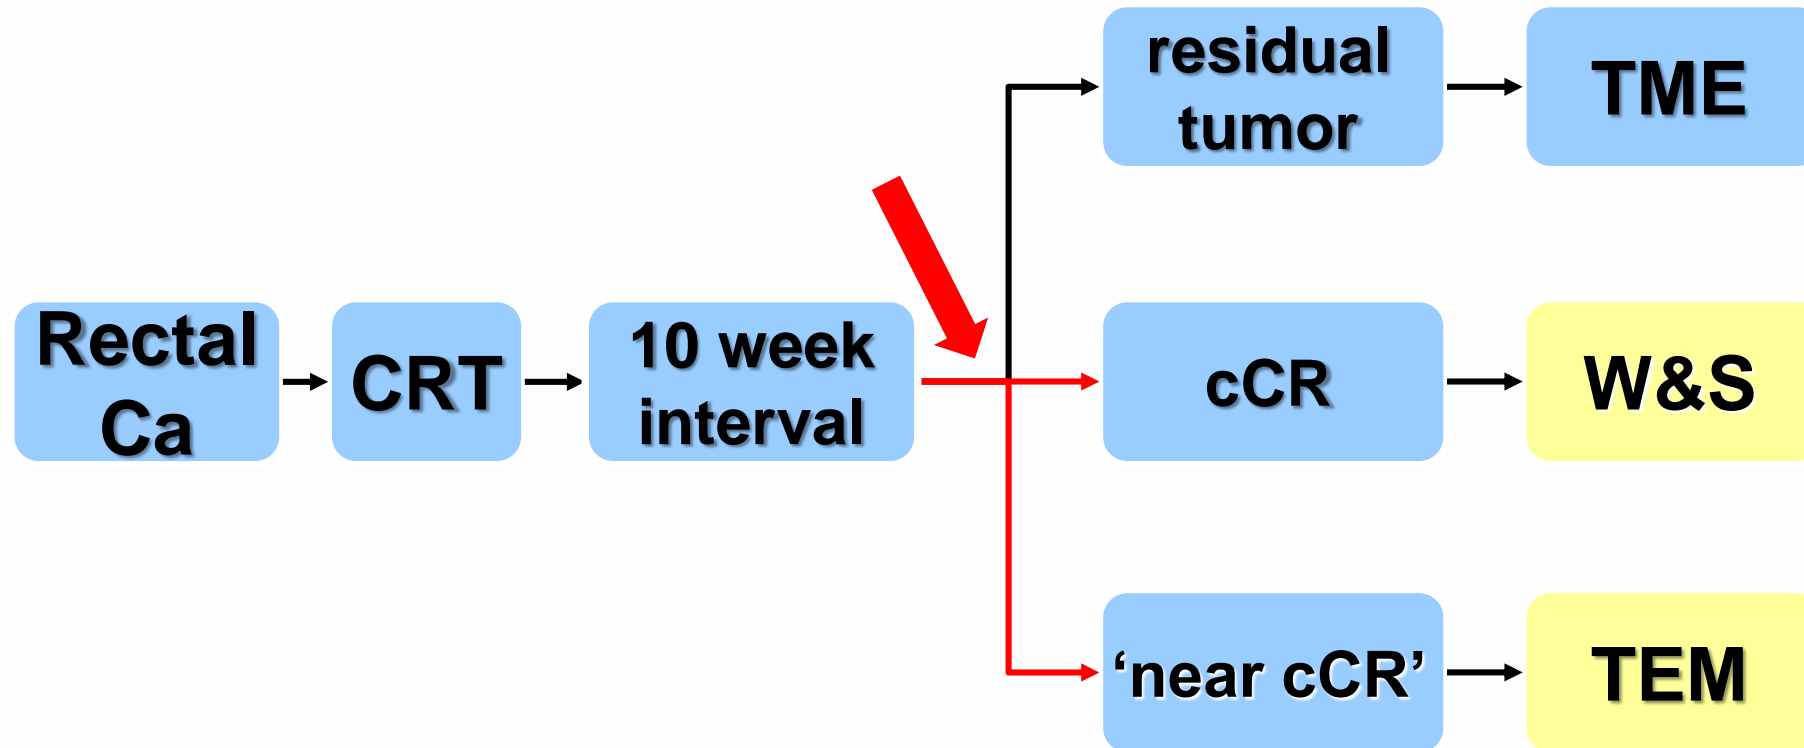 Rectal
Ca
CRT
10 week
interval
residual
tumor
TME
cCR
W&S
‘near cCR’
TEM